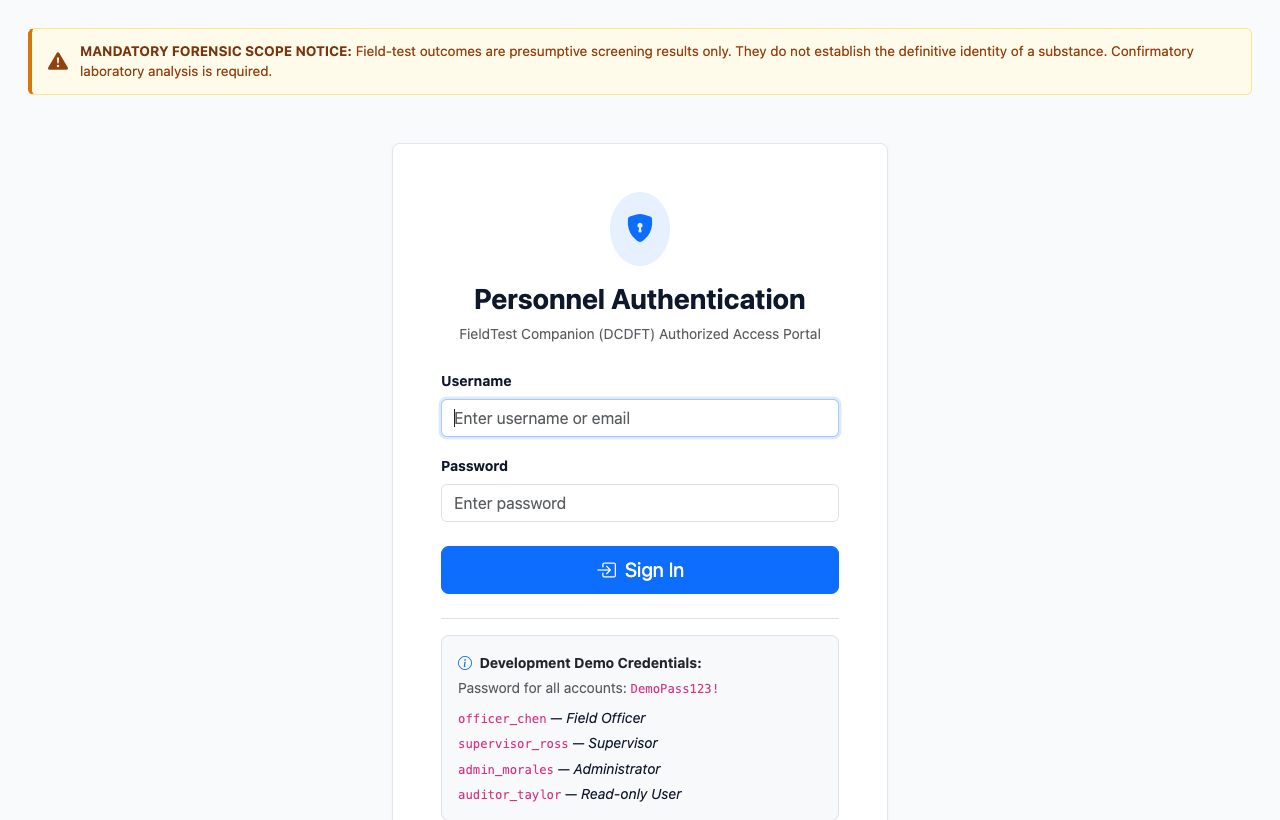 MANDATORY FORENSIC SCOPE NOTICE: Field-test outcomes are presumptive screening results only. They do not establish the definitive identity of a substance. Confirmatory
laboratory analysis is required.
Personnel Authentication
FieldTest Companion (DCDFT) Authorized Access Portal
Username
Enter username or email
Password
Enter password
Sign In
Development Demo Credentials:
Password for all accounts: DemoPass123!
officer_chen — Field Officer
supervisor_ross — Supervisor
admin_morales — Administrator
auditor_taylor — Read-only User